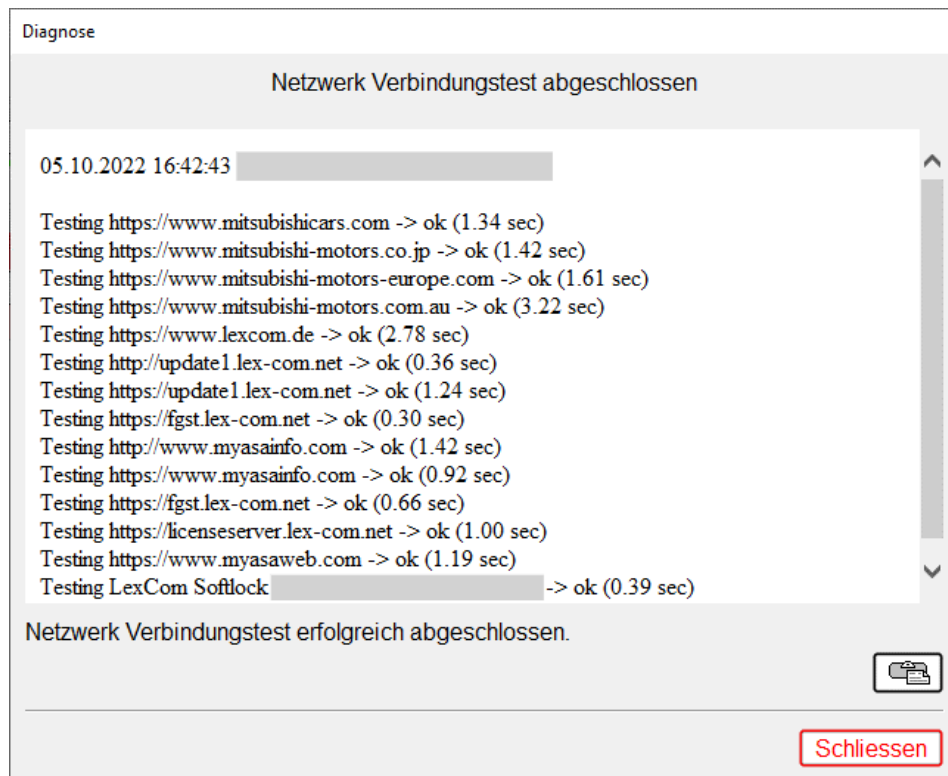 Diagnose
Netzwerk Verbindungstest abgeschlossen
05.10.2022 16:42:43
Testing https://www.mitsubishicars.com -> ok (1.34 sec)
Testing https://www.mitsubishi-motors.co.jp -> ok (1.42 sec)
Testing https://www.mitsubishi-motors-europe.com -> ok (1.61 sec)
Testing https://www.mitsubishi-motors.com.au -> ok (3.22 sec)
Testing https://www.lexcom.de -> ok (2.78 sec)
Testing http://update1.lex-com.net -> ok (0.36 sec)
Testing https://update1.lex-com.net -> ok (1.24 sec)
Testing https://fgst.lex-com.net -> ok (0.30 sec)
Testing http://www.myasainfo.com -> ok (1.42 sec)
Testing https://www.myasainfo.com -> ok (0.92 sec)
Testing https://fgst.lex-com.net -> ok (0.66 sec)
Testing https://licenseserver.lex-com.net -> ok (1.00 sec)
Testing https://www.myasaweb.com -> ok (1.19 sec)
Testing LexCom Softlock -> ok (0.39 sec)
Netzwerk Verbindungstest erfolgreich abgeschlossen.
Schliessen